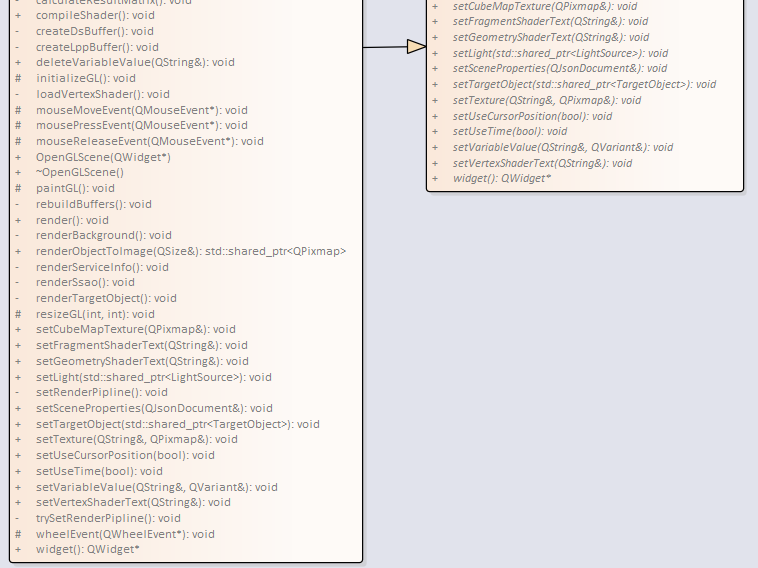 calculateResultMatrix(): void
+ compileShader(): void
- createDsBuffer(): void
- createLppBuffer(): void
+ deleteVariableValue(QString&): void
# initializeGL(): void
- loadVertexShader(): void
# mouseMoveEvent(QMouseEvent*): void
# mousePressEvent(QMouseEvent*): void
# mouseReleaseEvent(QMouseEvent*): void
+ OpenGLScene(QWidget*)
+ ~OpenGLScene()
# paintGL(): void
- rebuildBuffers(): void
+ render(): void
- renderBackground(): void
+ renderObjectToImage(QSize&): std::shared_ptr<QPixmap>
- renderServiceInfo(): void
- renderSsao(): void
- renderTargetObject(): void
# resizeGL(int, int): void
+ setCubeMapTexture(QPixmap&): void
+ setFragmentShaderText(QString&): void
+ setGeometryShaderText(QString&): void
+ setLight(std::shared_ptr<LightSource>): void
- setRenderPipline(): void
+ setSceneProperties(QJsonDocument&): void
+ setTargetObject(std::shared_ptr<TargetObject>): void
+ setTexture(QString&, QPixmap&): void
+ setUseCursorPosition(bool): void
+ setUseTime(bool): void
+ setVariableValue(QString&, QVariant&): void
+ setVertexShaderText(QString&): void
- trySetRenderPipline(): void
# wheelEvent(QWheelEvent*): void
+ widget(): QWidget*
+ setCubeMapTexture(QPixmap&): void
+ setFragmentShaderText(QString&): void
+ setGeometryShaderText(QString&): void
+ setLight(std::shared_ptr<LightSource>): void
+ setSceneProperties(QJsonDocument&): void
+ setTargetObject(std::shared_ptr<TargetObject>): void
+ setTexture(QString&, QPixmap&): void
+ setUseCursorPosition(bool): void
+ setUseTime(bool): void
+ setVariableValue(QString&, QVariant&): void
+ setVertexShaderText(QString&): void
+ widget(): QWidget*